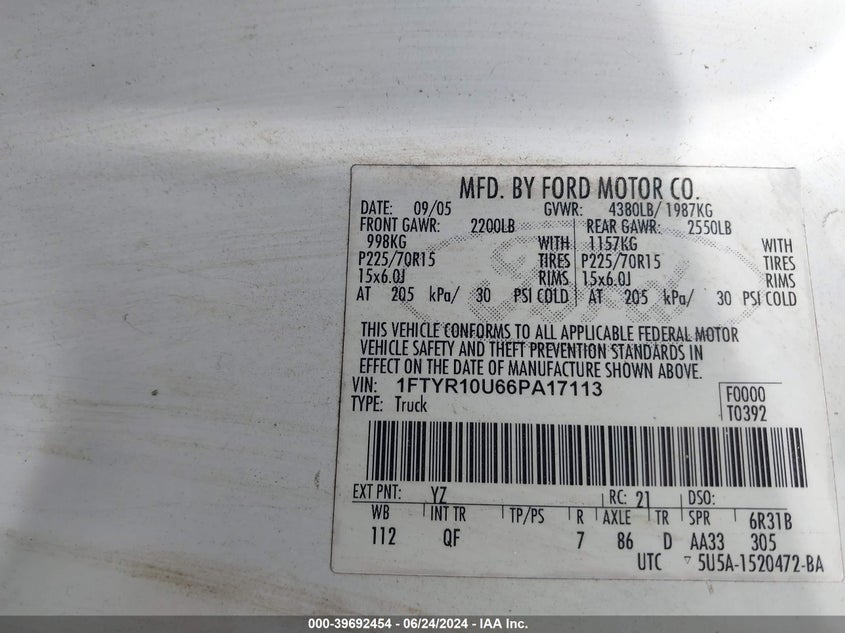 MFD. BY FORD MOTOR CO.
DATE: 09/05 GVWR: 4380LB/ 1987KG
FRONT GAWR: 2200LB REAR GAWR: 2550LB
998KG WITH 1157KG WITH
P225/70R15 TIRES P225/70R15 TIRES
15x6.0J RIMS 15x6.0J RIMS
AT 205 kPa/ 30 PSI COLD AT 205 kPa/ 30 PSI COLD
Ford
THIS VEHICLE CONFORMS TO ALL APPLICABLE FEDERAL MOTOR
VEHICLE SAFETY AND THEFT PREVENTION STANDARDS IN
EFFECT ON THE DATE OF MANUFACTURE SHOWN ABOVE.
VIN: 1FTYR10U66PA17113 F0000
TYPE: Truck T0392
EXT PNT: YZ RC: 21 DSO:
WB INT TR TP/PS R AXLE TR SPR 6R31B
112 QF 7 86 D AA33 305
UTC ▽ 5U5A-1520472-BA
000-39692454 - 06/24/2024 - IAA Inc.